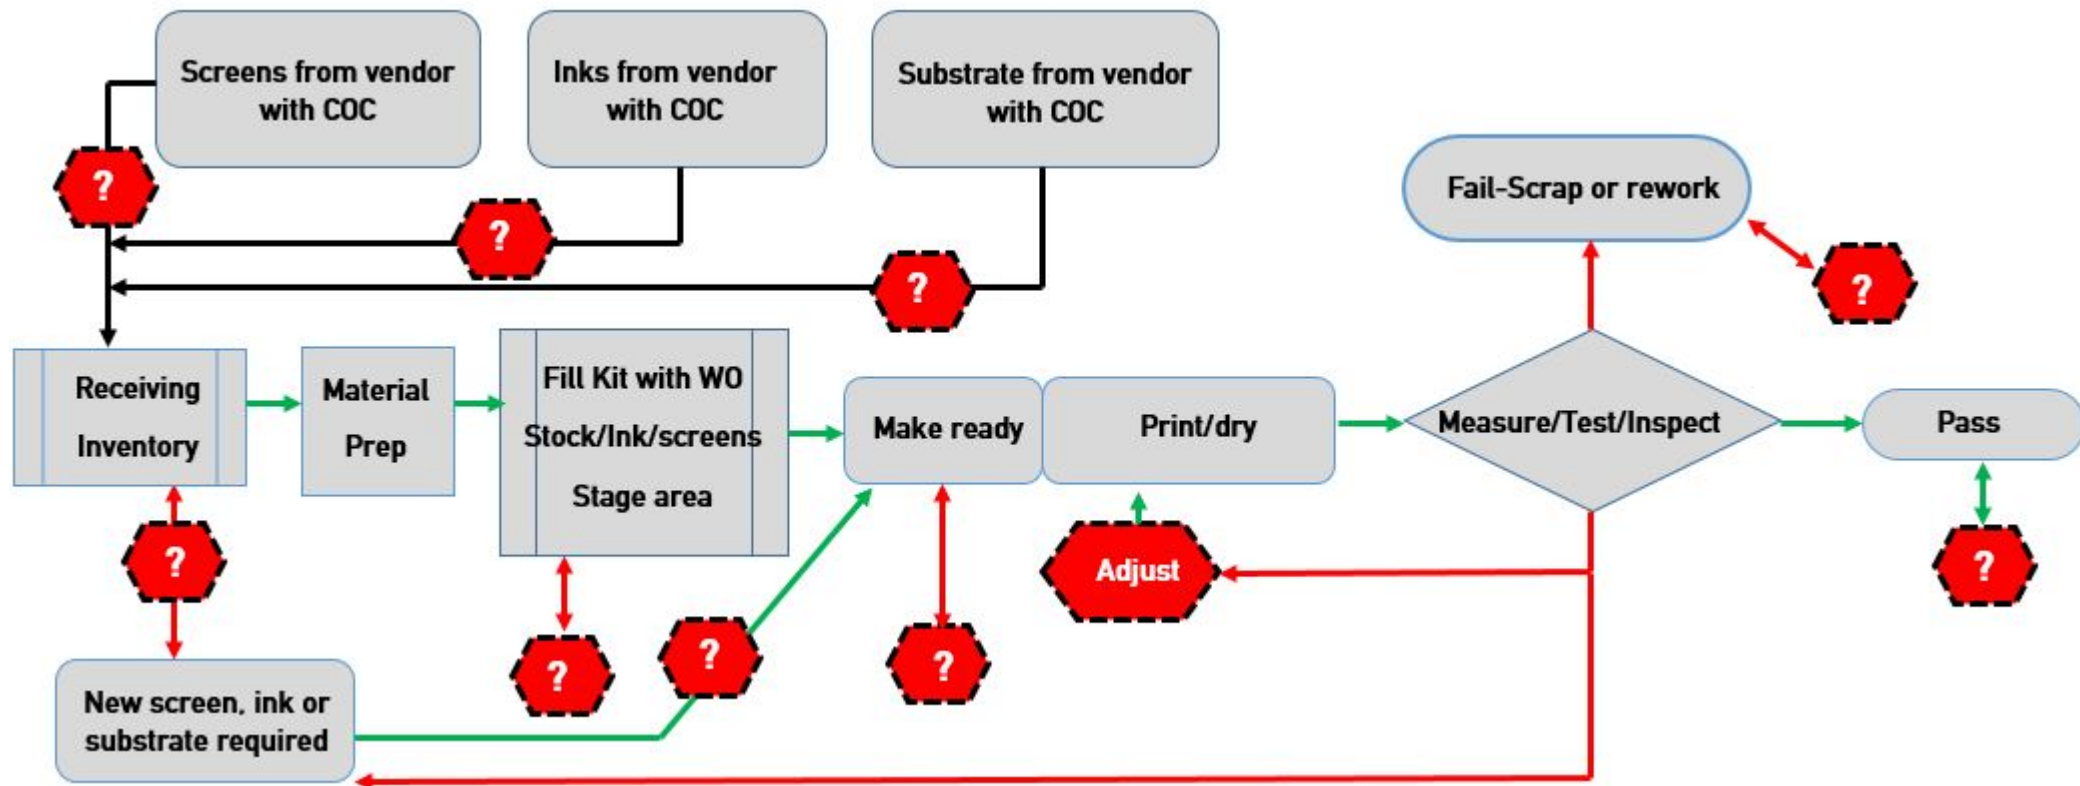 Screens from vendor
with COC
Inks from vendor
with COC
Substrate from vendor
with COC
?
?
?
Fail-Scrap or rework
?
Receiving
Inventory
Material
Prep
Fill Kit with WO
Stock/Ink/screens
Stage area
Make ready
Print/dry
Measure/Test/Inspect
Pass
?
?
?
?
Adjust
?
New screen, ink or
substrate required